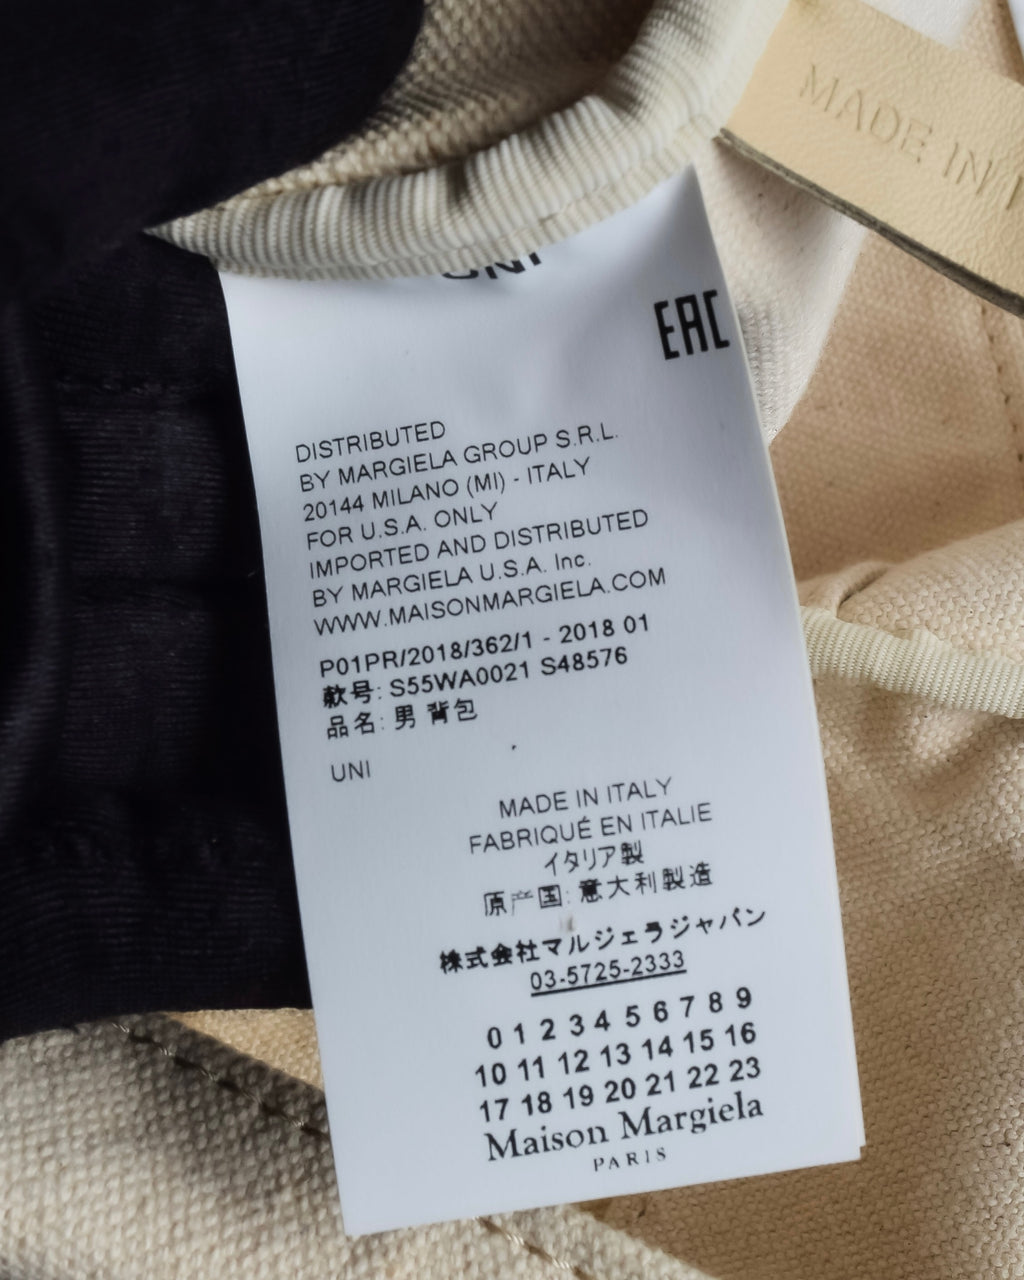 MADE IN
UNI
EAC
DISTRIBUTED
BY MARGIELA GROUP S.R.L.
20144 MILANO (MI) - ITALY
FOR U.S.A. ONLY
IMPORTED AND DISTRIBUTED
BY MARGIELA U.S.A. Inc.
WWW.MAISONMARGIELA.COM
P01PR/2018/362/1 - 2018 01
款号: S55WA0021 S48576
品名: 男 背包
UNI
MADE IN ITALY
FABRIQUÉ EN ITALIE
イタリア製
原产国: 意大利製造
株式会社マルジェラジャパン
03-5725-2333
0 1 2 3 4 5 6 7 8 9
10 11 12 13 14 15 16
17 18 19 20 21 22 23
Maison Margiela
PARIS